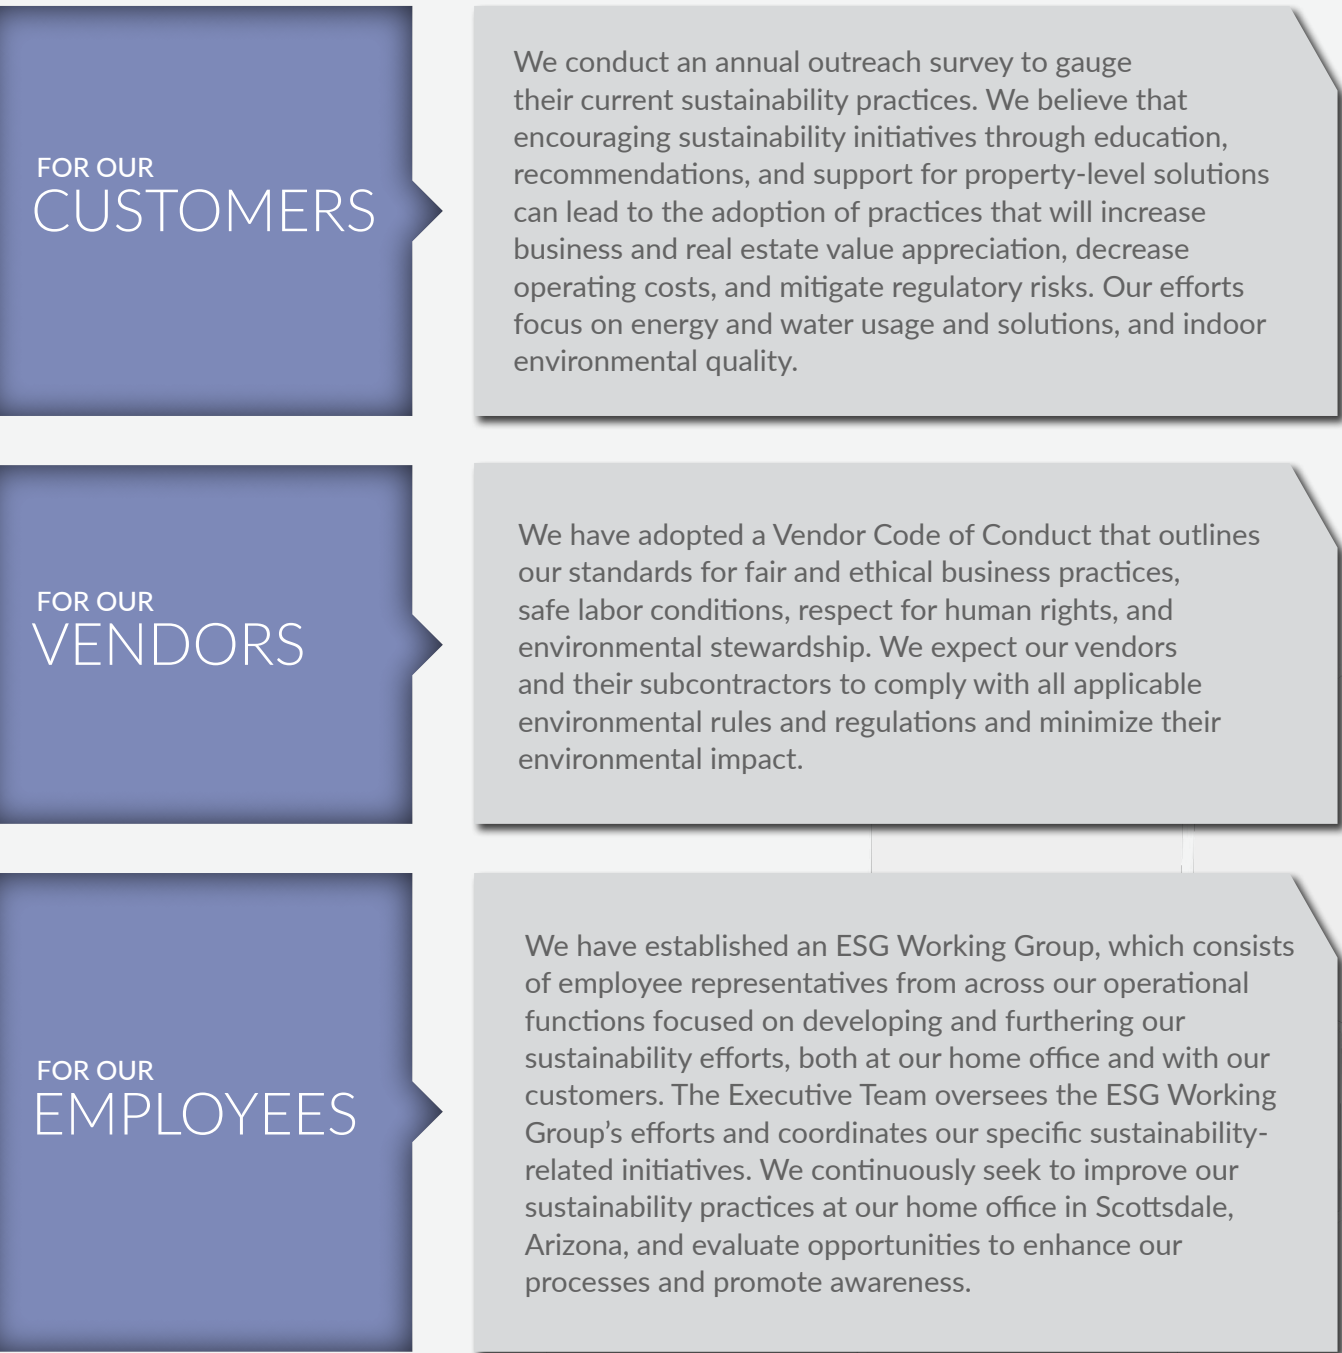 FOR OUR
CUSTOMERS
We conduct an annual outreach survey to gauge
their current sustainability practices. We believe that
encouraging sustainability initiatives through education,
recommendations, and support for property-level solutions
can lead to the adoption of practices that will increase
business and real estate value appreciation, decrease
operating costs, and mitigate regulatory risks. Our efforts
focus on energy and water usage and solutions, and indoor
environmental quality.
FOR OUR
VENDORS
We have adopted a Vendor Code of Conduct that outlines
our standards for fair and ethical business practices,
safe labor conditions, respect for human rights, and
environmental stewardship. We expect our vendors
and their subcontractors to comply with all applicable
environmental rules and regulations and minimize their
environmental impact.
FOR OUR
EMPLOYEES
We have established an ESG Working Group, which consists
of employee representatives from across our operational
functions focused on developing and furthering our
sustainability efforts, both at our home office and with our
customers. The Executive Team oversees the ESG Working
Group’s efforts and coordinates our specific sustainability-
related initiatives. We continuously seek to improve our
sustainability practices at our home office in Scottsdale,
Arizona, and evaluate opportunities to enhance our
processes and promote awareness.